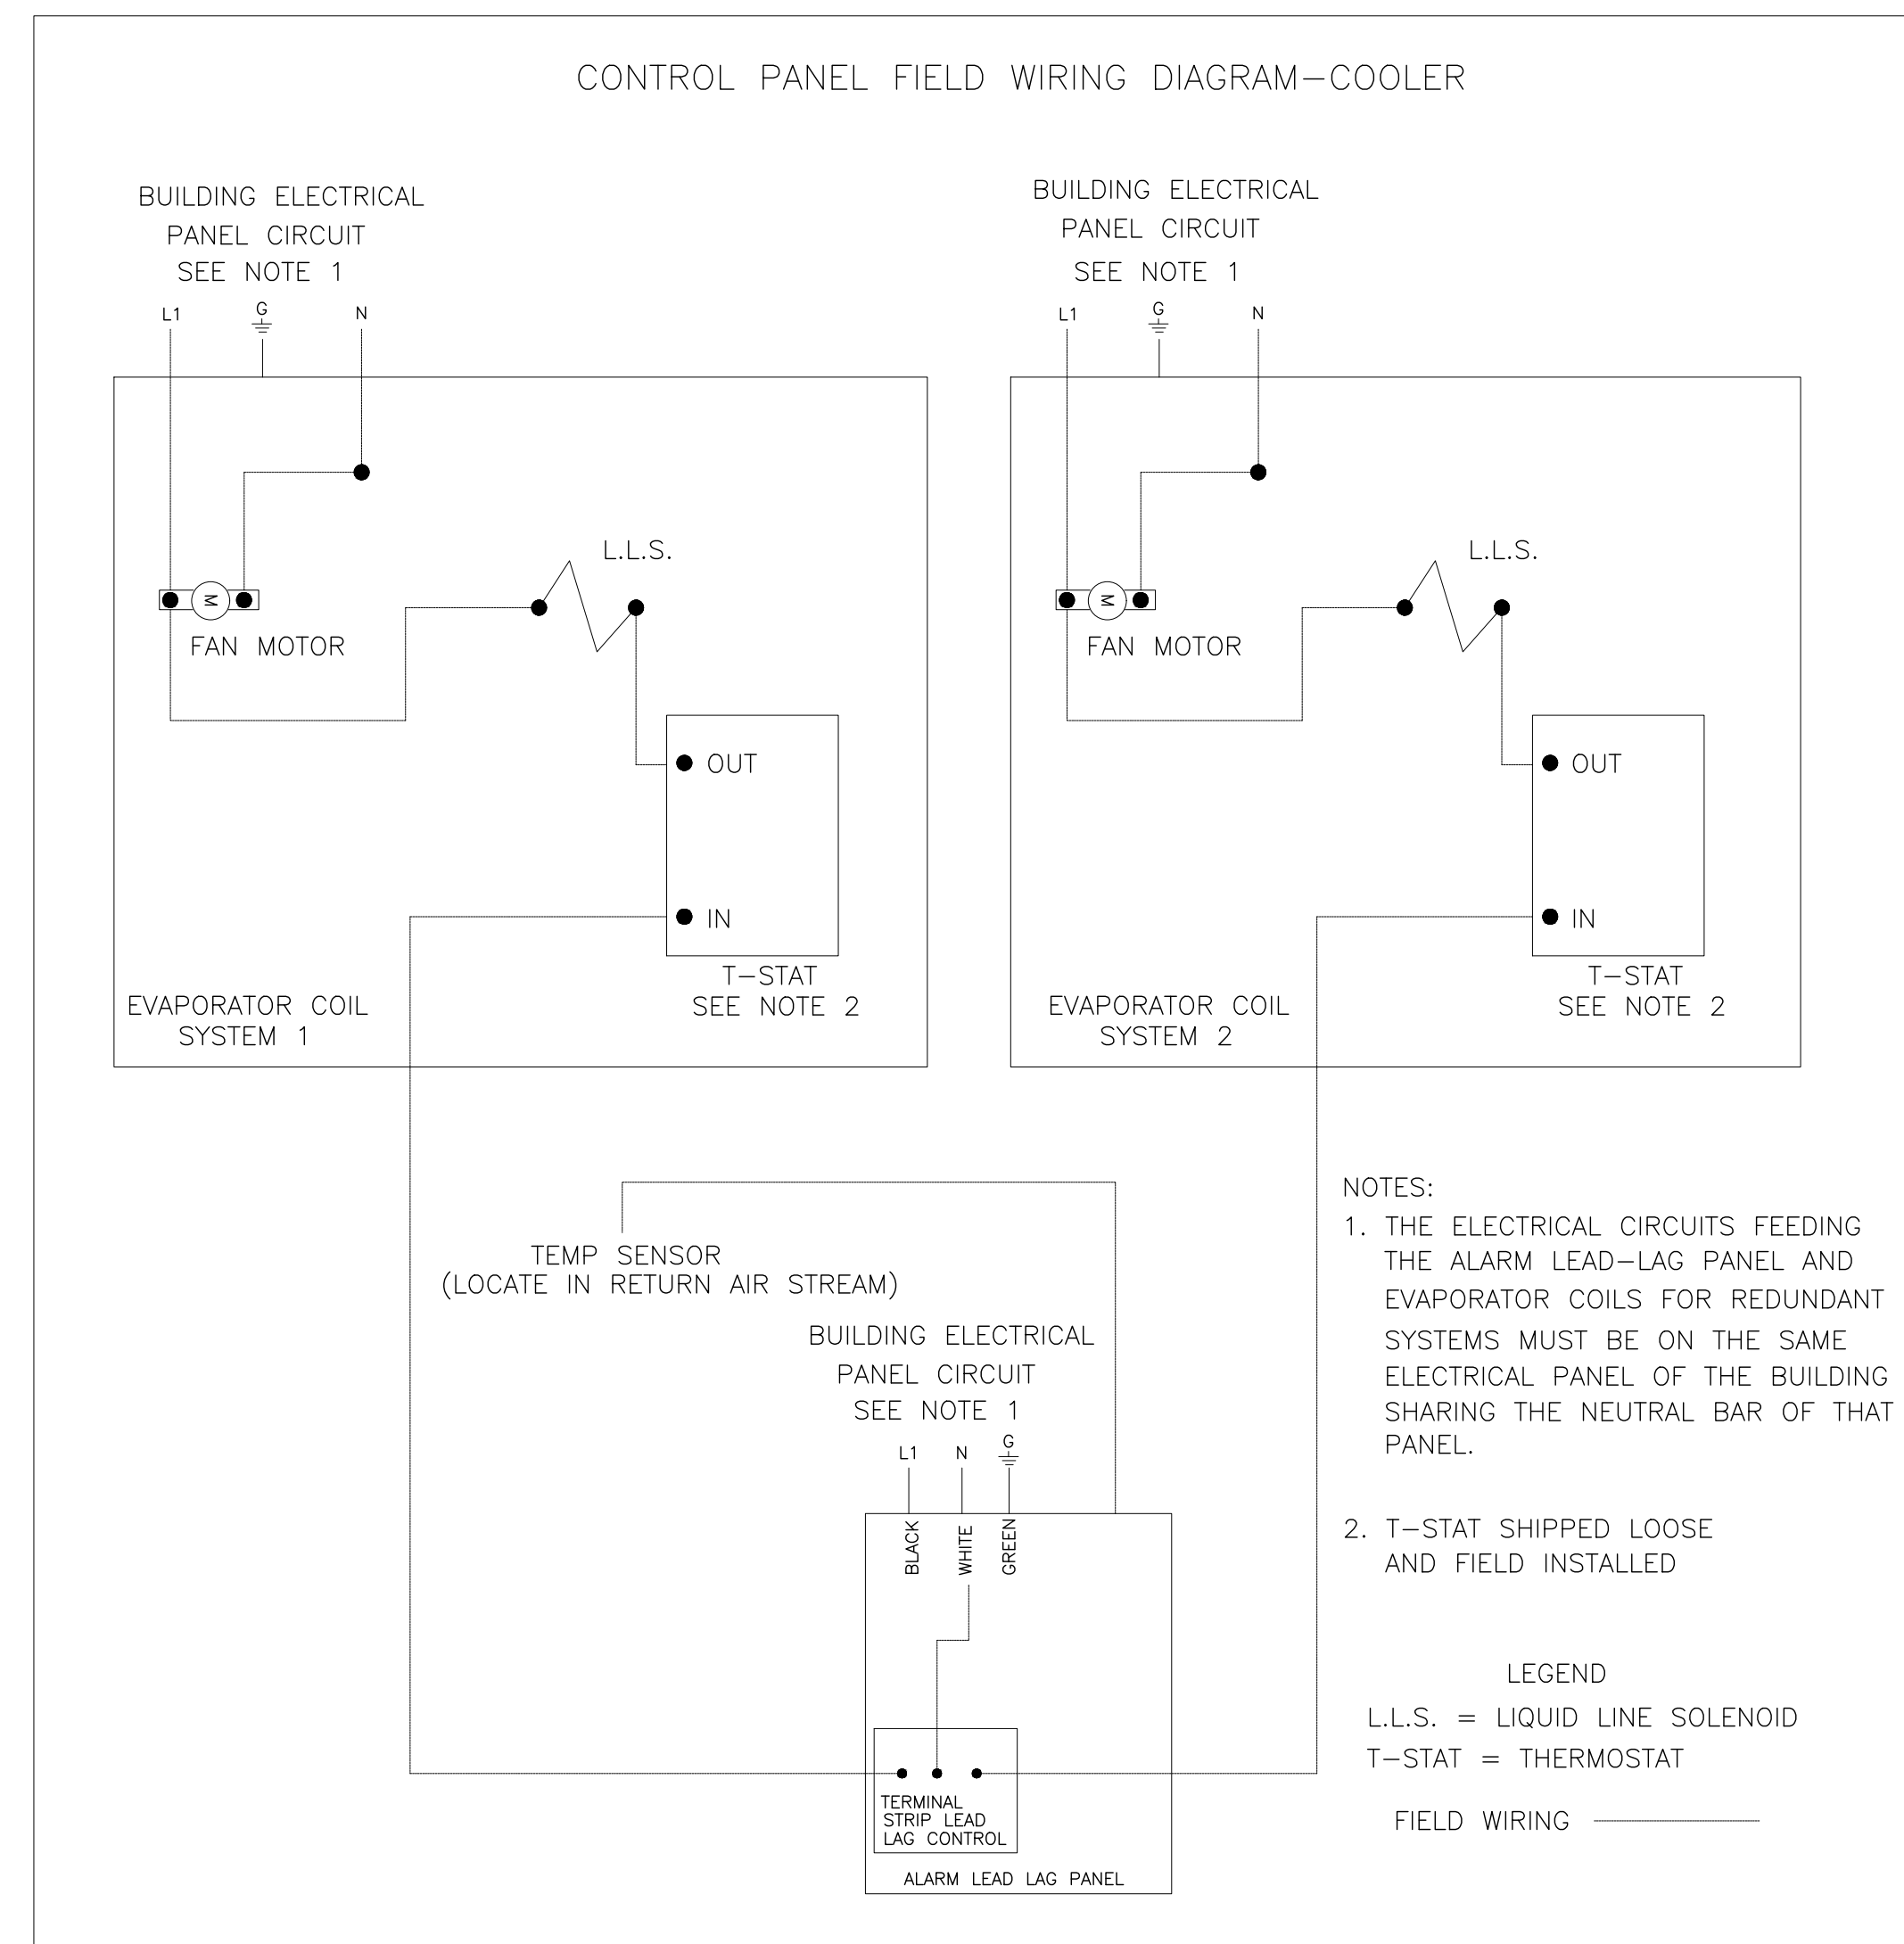 CONTROL PANEL FIELD WIRING DIAGRAM-COOLER
BUILDING ELECTRICAL
PANEL CIRCUIT
SEE NOTE 1
L1
G
N
M
FAN MOTOR
L.L.S.
OUT
IN
T-STAT
SEE NOTE 2
EVAPORATOR COIL
SYSTEM 1
BUILDING ELECTRICAL
PANEL CIRCUIT
SEE NOTE 1
L1
G
N
M
FAN MOTOR
L.L.S.
OUT
IN
T-STAT
SEE NOTE 2
EVAPORATOR COIL
SYSTEM 2
TEMP SENSOR
(LOCATE IN RETURN AIR STREAM)
BUILDING ELECTRICAL
PANEL CIRCUIT
SEE NOTE 1
L1
N
G
BLACK
WHITE
GREEN
TERMINAL
STRIP LEAD
LAG CONTROL
ALARM LEAD LAG PANEL
NOTES:
1. THE ELECTRICAL CIRCUITS FEEDING
THE ALARM LEAD-LAG PANEL AND
EVAPORATOR COILS FOR REDUNDANT
SYSTEMS MUST BE ON THE SAME
ELECTRICAL PANEL OF THE BUILDING
SHARING THE NEUTRAL BAR OF THAT
PANEL.
2. T-STAT SHIPPED LOOSE
AND FIELD INSTALLED
LEGEND
L.L.S. = LIQUID LINE SOLENOID
T-STAT = THERMOSTAT
FIELD WIRING